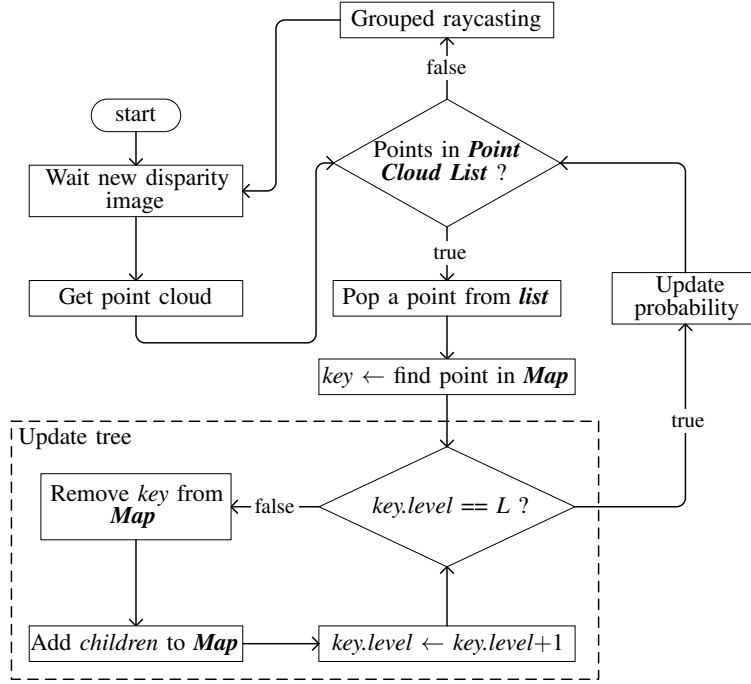 Grouped raycasting
false
start
Points in Point
Cloud List ?
Wait new disparity
image
true
Get point cloud
Pop a point from list
Update
probability
key ← find point in Map
true
Update tree
Remove key from
Map
false
key.level == L ?
Add children to Map
key.level ← key.level+1